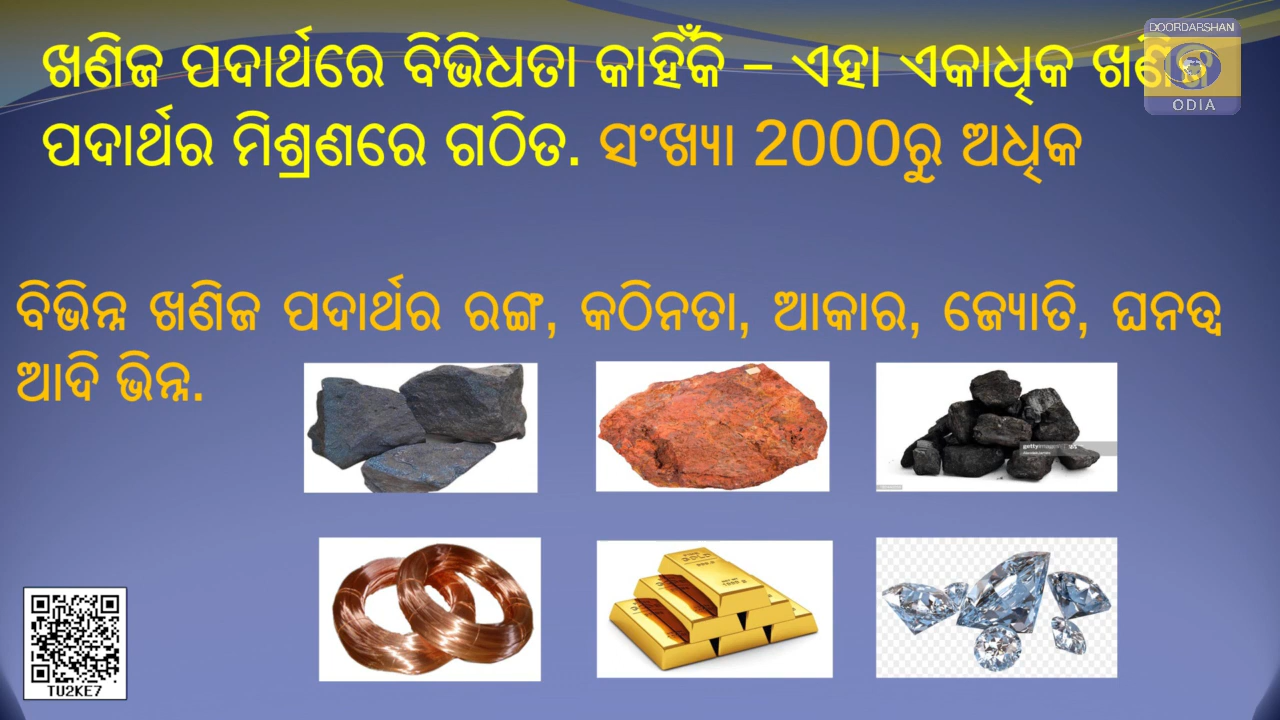 ଖଣିଜ ପଦାର୍ଥରେ ବିଭିଧତା କାହିଁକି – ଏହା ଏକାଧିକ ଖଣିଜ
ପଦାର୍ଥର ମିଶ୍ରଣରେ ଗଠିତ. ସଂଖ୍ୟା 2000ରୁ ଅଧିକ
DOORDARSHAN
ODIA
ବିଭିନ୍ନ ଖଣିଜ ପଦାର୍ଥର ରଙ୍ଗ, କଠିନତା, ଆକାର, ଜ୍ୟୋତି, ଘନତ୍ୱ
ଆଦି ଭିନ୍ନ.
TU2KE7